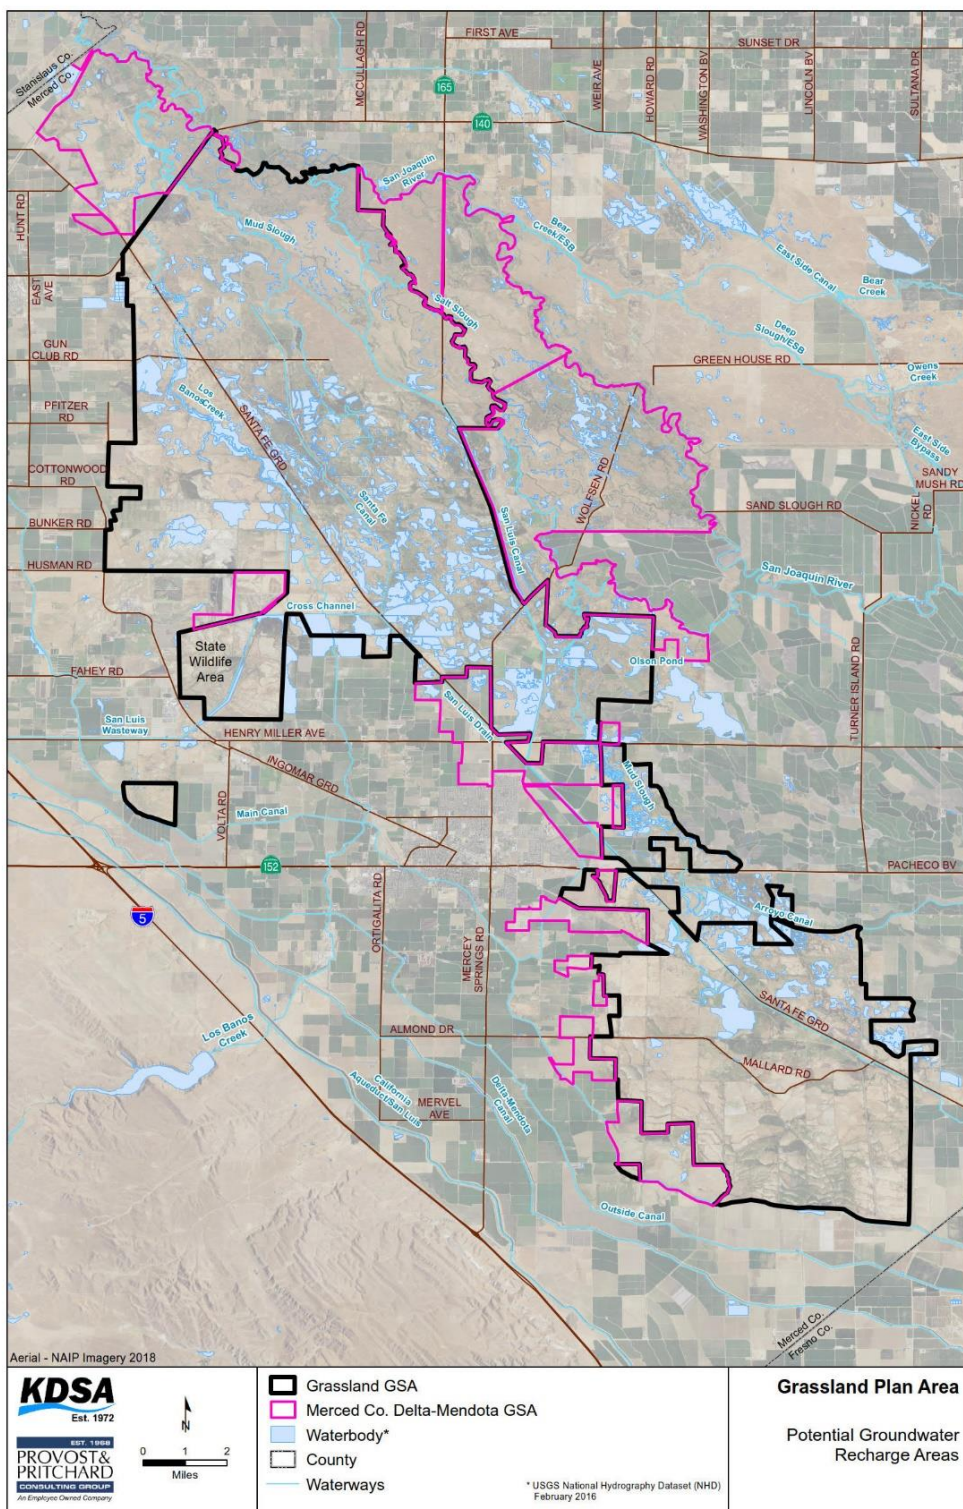 FIRST AVE
SUNSET DR
Stanislaus Co.
Merced Co.
MCCULLAGH RD
165
WEIR AVE
HOWARD RD
WASHINGTON BV
LINCOLN BV
SULTANA DR
140
San Joaquin
River
HUNT RD
Mud Slough
Bear
Creek/ESB
East Side Canal
Bear
Creek
EAST
AVE
Salt Slough
Deep
Slough/ESB
GUN
CLUB RD
GREEN HOUSE RD
Owens
Creek
Los
Banos Creek
PFITZER
RD
SANTA FE GRD
East Side
Bypass
COTTONWOOD
RD
WOLFSEN RD
SANDY
MUSH RD
Santa Fe
Canal
NICKEL
RD
SAND SLOUGH RD
BUNKER RD
San Luis Canal
HUSMAN RD
San Joaquin River
Cross Channel
State
Wildlife
Area
TURNER ISLAND RD
FAHEY RD
Olson Pond
San Luis
Wasteway
San Luis Drain
HENRY MILLER AVE
INGOMAR GRD
Mud Slough
VOLTA RD
Main Canal
152
PACHECO BV
5
ORTIGALITA RD
Arroyo Canal
MERCEY
SPRINGS RD
SANTA FE GRD
Los Banos
Creek
ALMOND DR
MALLARD RD
California
Aqueduct/San Luis
Delta-Mendota
Canal
MERVEL
AVE
Outside Canal
Merced Co.
Fresno Co.
Aerial - NAIP Imagery 2018
KDSA
Est. 1972
EST. 1968
PROVOST&
PRITCHARD
CONSULTING GROUP
An Employee Owned Company
N
0 1 2
Miles
Grassland GSA
Merced Co. Delta-Mendota GSA
Waterbody*
County
Waterways
* USGS National Hydrography Dataset (NHD)
February 2016
Grassland Plan Area
Potential Groundwater
Recharge Areas